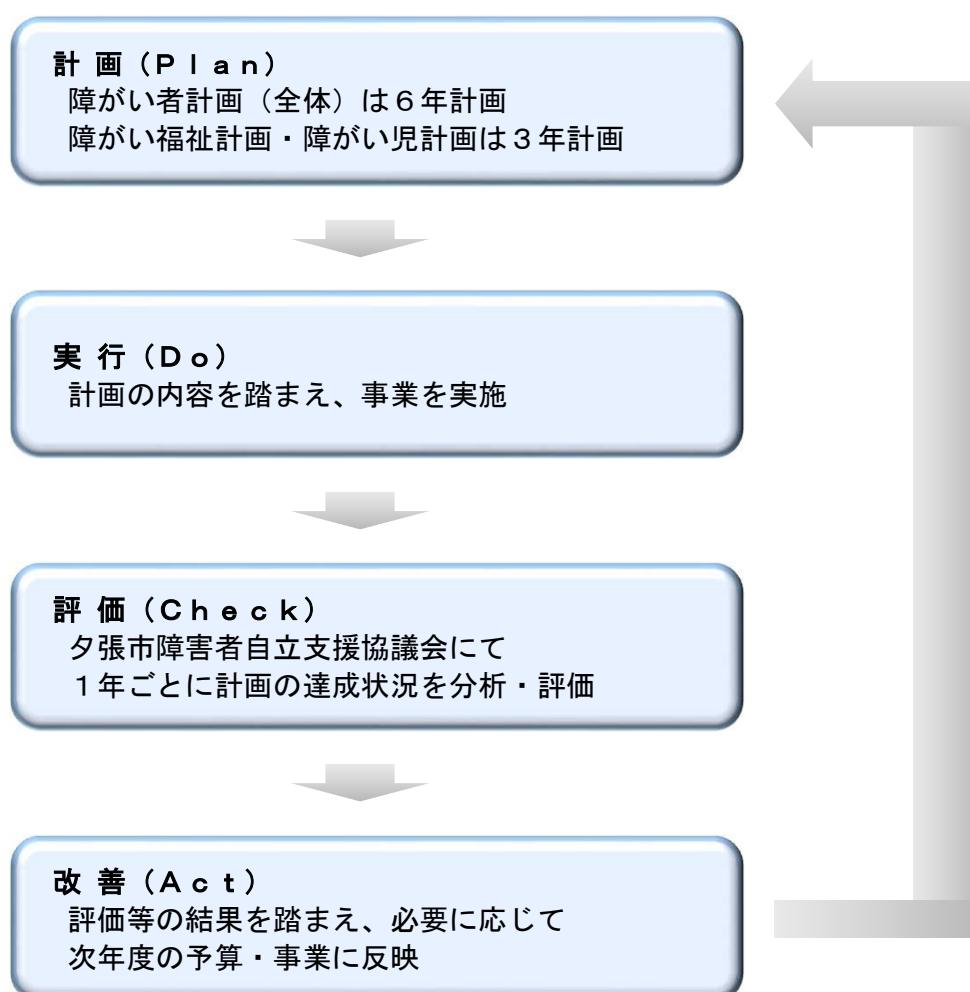 計 画（Ｐｌａｎ）
障がい者計画（全体）は６年計画
障がい福祉計画・障がい児計画は３年計画
実 行（Ｄｏ）
計画の内容を踏まえ、事業を実施
評 価（Ｃｈｅｃｋ）
夕張市障害者自立支援協議会にて
１年ごとに計画の達成状況を分析・評価
改 善（Ａｃｔ）
評価等の結果を踏まえ、必要に応じて
次年度の予算・事業に反映